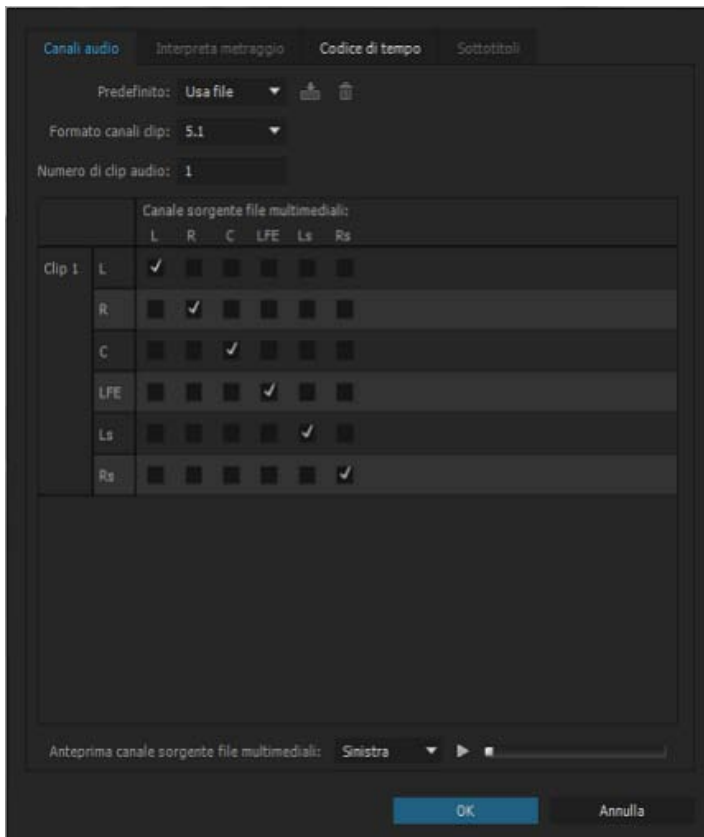 Canali audio Interpreta metraggio Codice di tempo Sottotitoli
Predefinito: Usa file
Formato canali clip: 5.1
Numero di clip audio: 1
Canale sorgente file multimediali:
L R C LFE Ls Rs
Clip 1 L
R
C
LFE
Ls
Rs
Anteprima canale sorgente file multimediali: Sinistra
OK Annulla